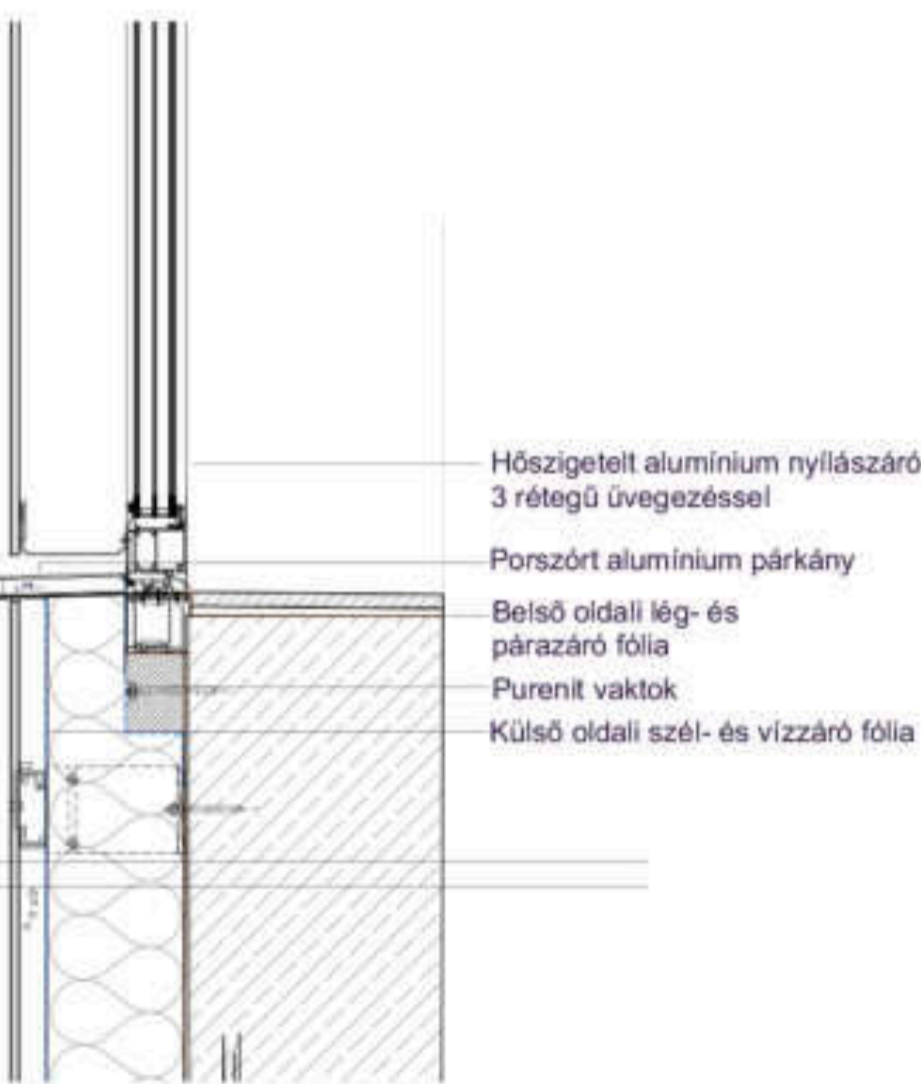 Hőszigetelt alumínium nyílászáró
3 rétegű üvegezéssel
Porszórt alumínium párkány
Belső oldali lég- és
párazáró fólia
Purenit vaktok
Külső oldali szél- és vízzáró fólia